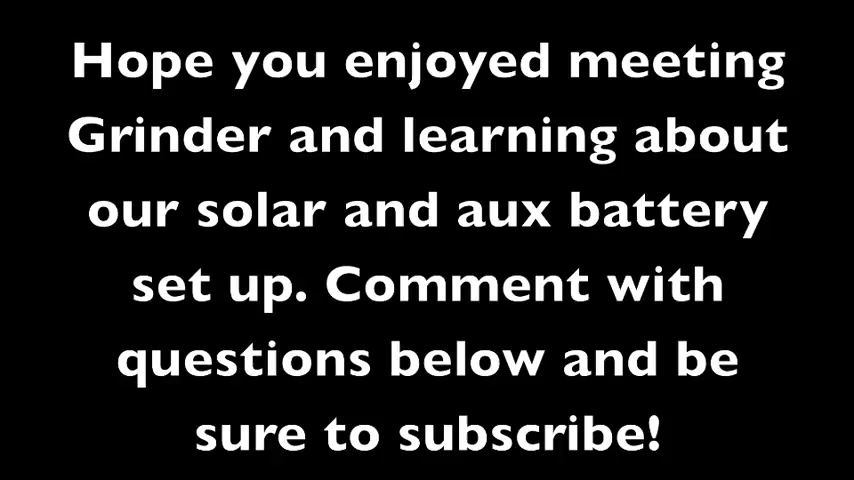 Hope you enjoyed meeting
Grinder and learning about
our solar and aux battery
set up. Comment with
questions below and be
sure to subscribe!